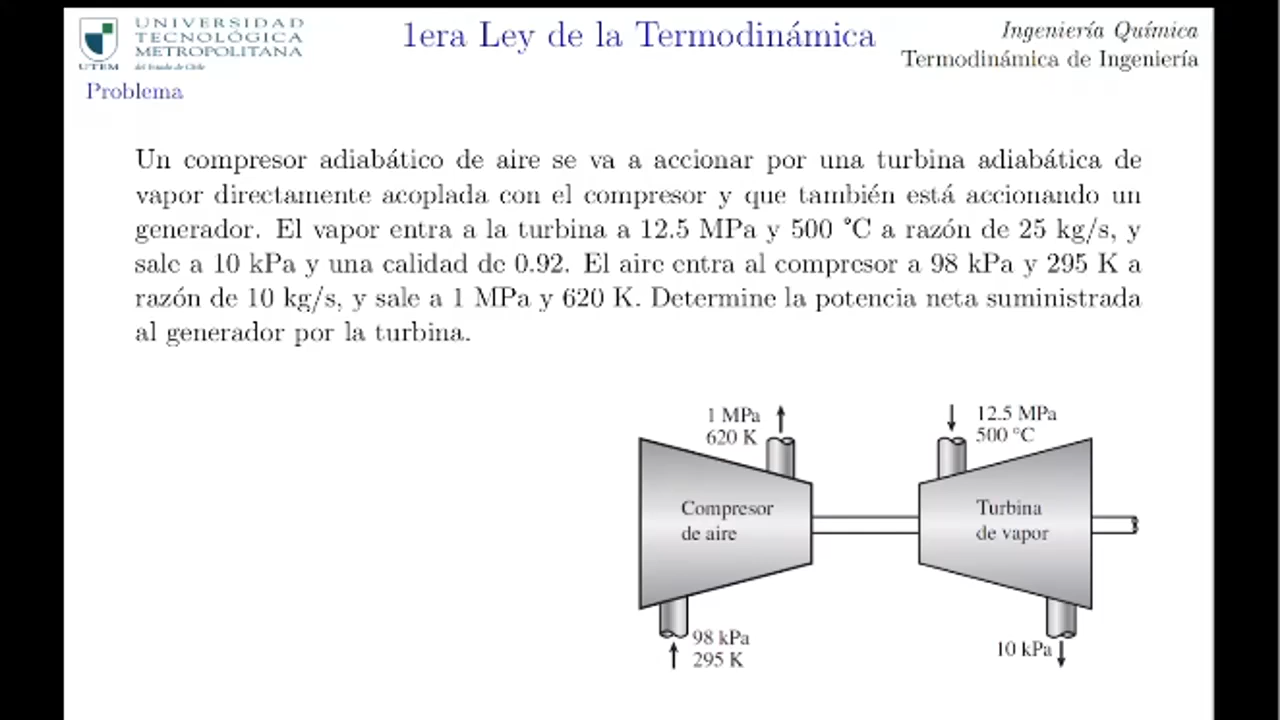 UNIVERSIDAD
TECNOLÓGICA
METROPOLITANA
UTEM
del Estado de Chile
1era Ley de la Termodinámica
Ingeniería Química
Termodinámica de Ingeniería
Problema
Un compresor adiabático de aire se va a accionar por una turbina adiabática de
vapor directamente acoplada con el compresor y que también está accionando un
generador. El vapor entra a la turbina a 12.5 MPa y 500 °C a razón de 25 kg/s, y
sale a 10 kPa y una calidad de 0.92. El aire entra al compresor a 98 kPa y 295 K a
razón de 10 kg/s, y sale a 1 MPa y 620 K. Determine la potencia neta suministrada
al generador por la turbina.
1 MPa
620 K
12.5 MPa
500 °C
Compresor
de aire
Turbina
de vapor
98 kPa
295 K
10 kPa